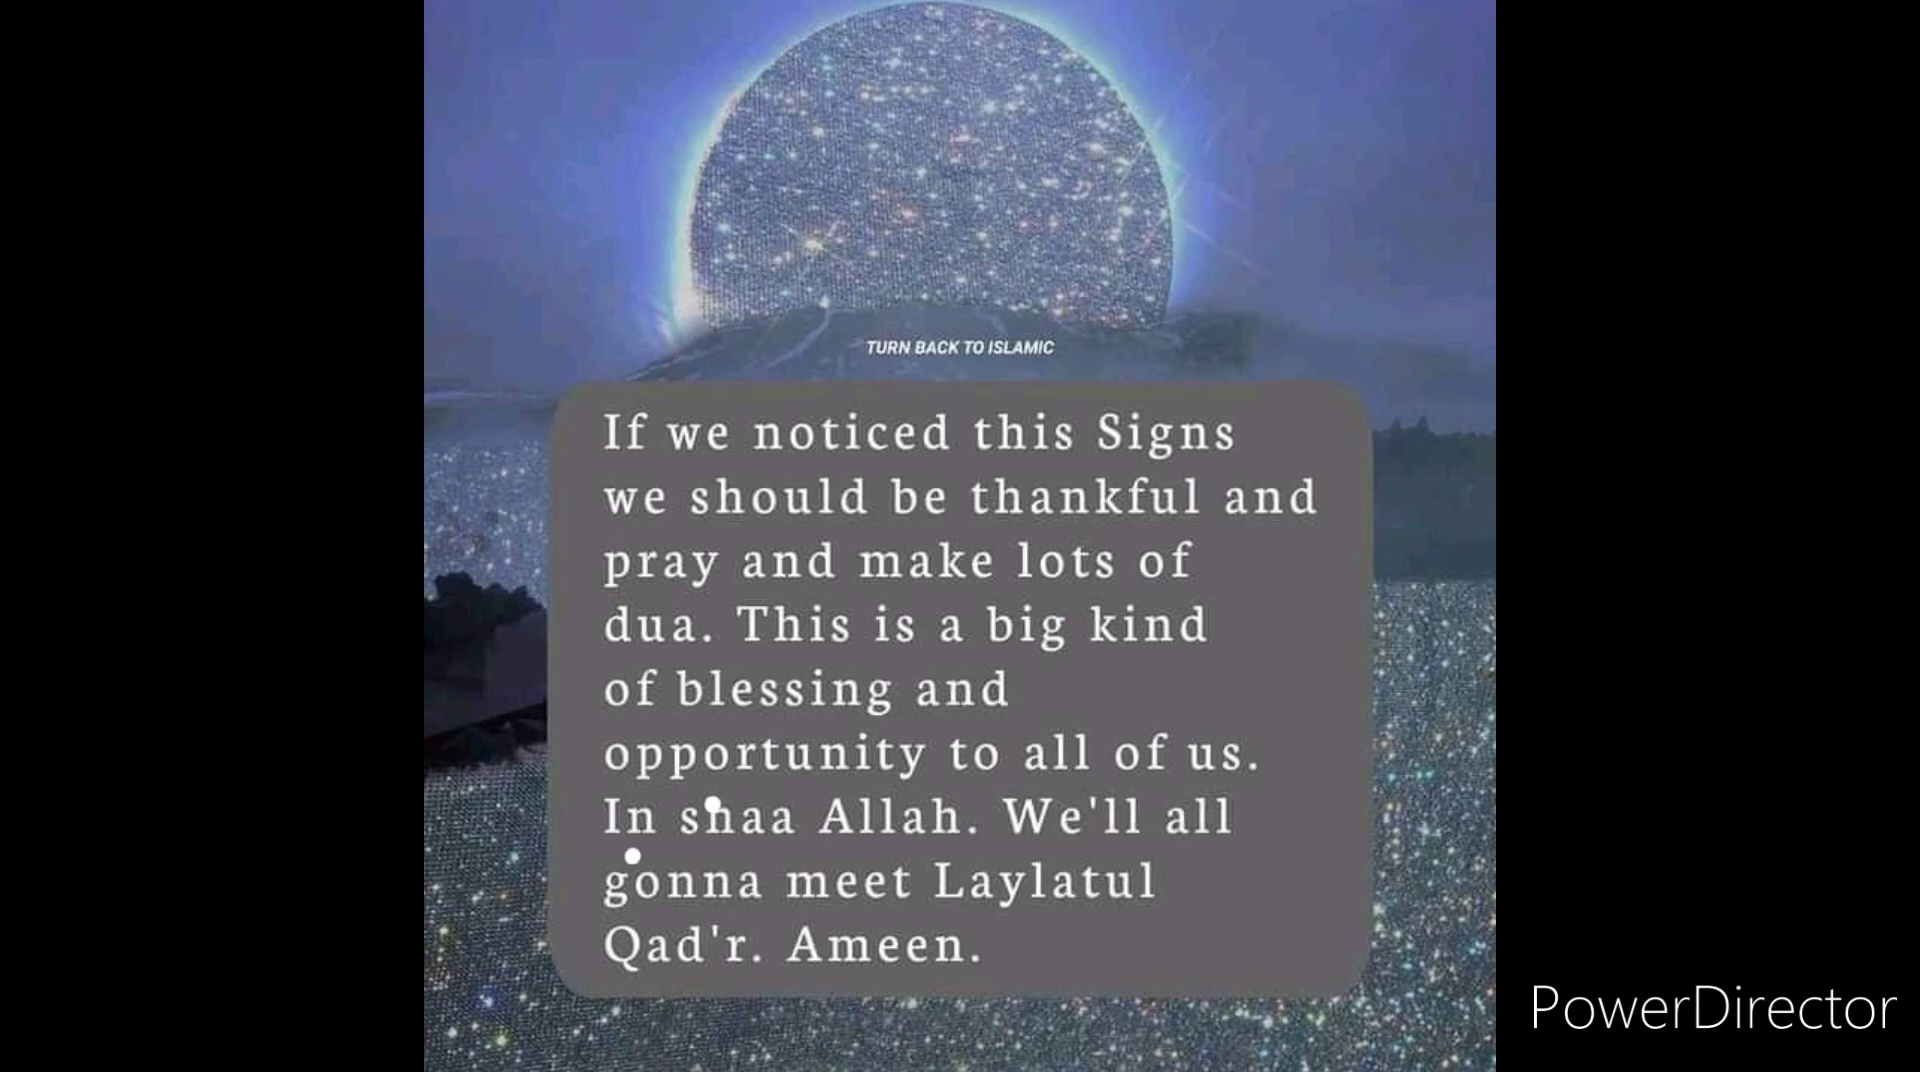 TURN BACK TO ISLAMIC
If we noticed this Signs
we should be thankful and
pray and make lots of
dua. This is a big kind
of blessing and
opportunity to all of us.
In shaa Allah. We'll all
gonna meet Laylatul
Qad'r. Ameen.
PowerDirector